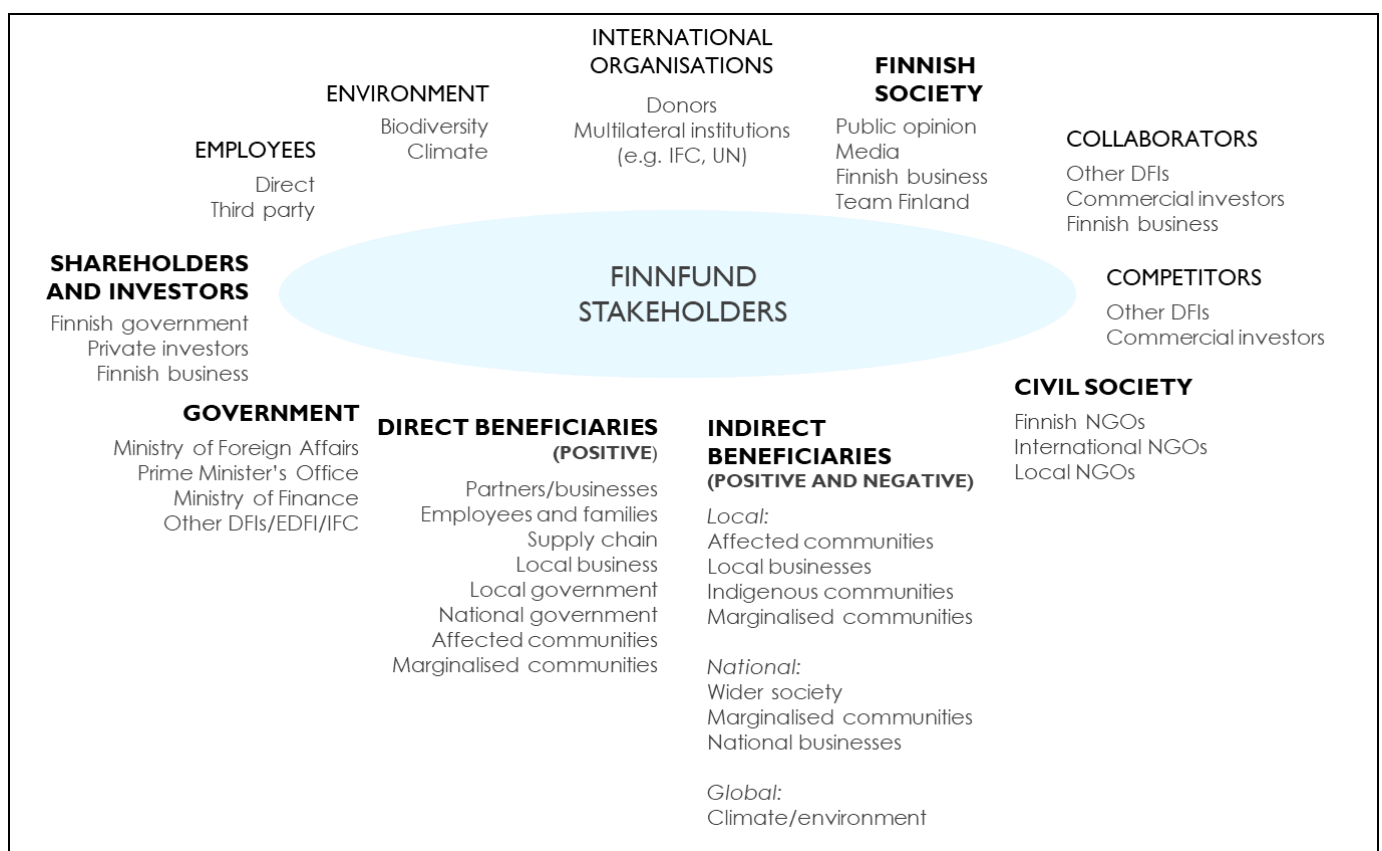 INTERNATIONAL
ORGANISATIONS
Donors
Multilateral institutions
(e.g. IFC, UN)
FINNISH
SOCIETY
Public opinion
Media
Finnish business
Team Finland
ENVIRONMENT
Biodiversity
Climate
EMPLOYEES
Direct
Third party
COLLABORATORS
Other DFIs
Commercial investors
Finnish business
SHAREHOLDERS
AND INVESTORS
Finnish government
Private investors
Finnish business
FINNFUND
STAKEHOLDERS
COMPETITORS
Other DFIs
Commercial investors
GOVERNMENT
Ministry of Foreign Affairs
Prime Minister's Office
Ministry of Finance
Other DFIs/EDFI/IFC
DIRECT BENEFICIARIES
(POSITIVE)
Partners/businesses
Employees and families
Supply chain
Local business
Local government
National government
Affected communities
Marginalised communities
INDIRECT
BENEFICIARIES
(POSITIVE AND NEGATIVE)
Local:
Affected communities
Local businesses
Indigenous communities
Marginalised communities
National:
Wider society
Marginalised communities
National businesses
Global:
Climate/environment
CIVIL SOCIETY
Finnish NGOs
International NGOs
Local NGOs